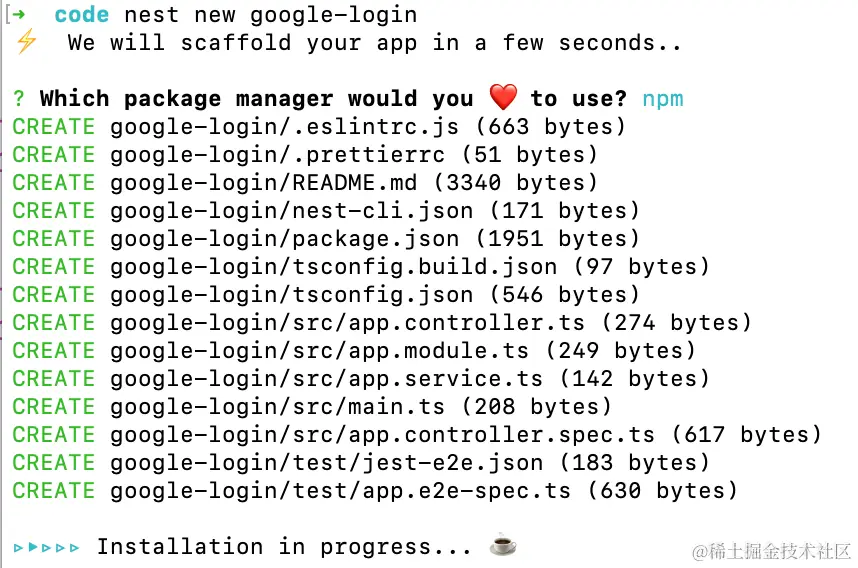 [→ code nest new google-login
⚡ We will scaffold your app in a few seconds..
? Which package manager would you ❤️ to use? npm
CREATE google-login/.eslintrc.js (663 bytes)
CREATE google-login/.prettierrc (51 bytes)
CREATE google-login/README.md (3340 bytes)
CREATE google-login/nest-cli.json (171 bytes)
CREATE google-login/package.json (1951 bytes)
CREATE google-login/tsconfig.build.json (97 bytes)
CREATE google-login/tsconfig.json (546 bytes)
CREATE google-login/src/app.controller.ts (274 bytes)
CREATE google-login/src/app.module.ts (249 bytes)
CREATE google-login/src/app.service.ts (142 bytes)
CREATE google-login/src/main.ts (208 bytes)
CREATE google-login/src/app.controller.spec.ts (617 bytes)
CREATE google-login/test/jest-e2e.json (183 bytes)
CREATE google-login/test/app.e2e-spec.ts (630 bytes)
▹▸▹▹▹ Installation in progress... ☕
@稀土掘金技术社区